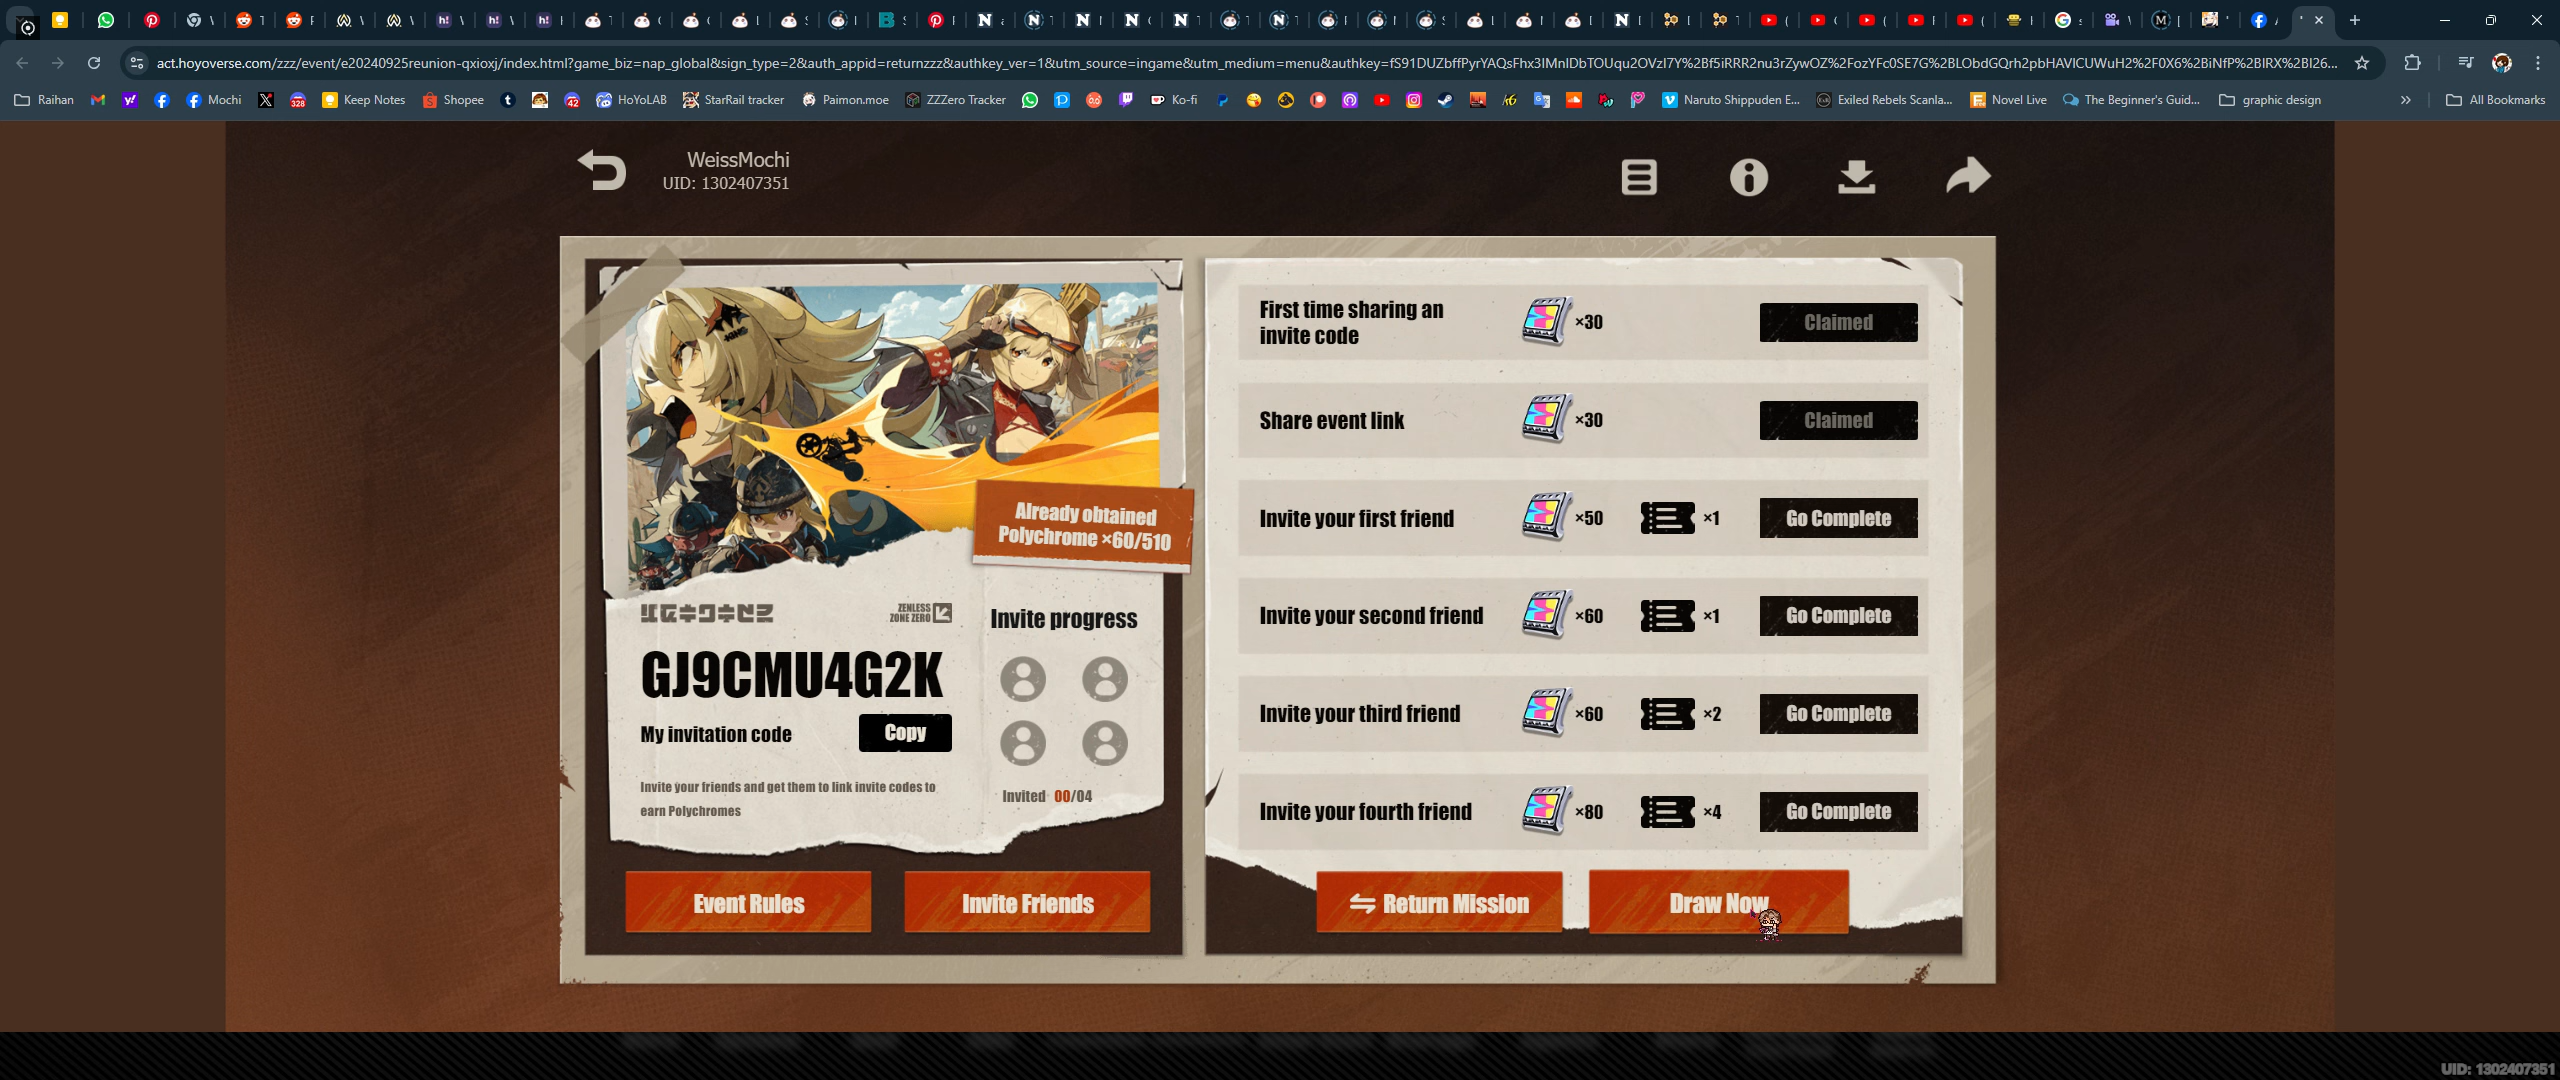 act.hoyoverse.com/zzz/event/e20240925reunion-qxioxj/index.html?game_biz=nap_global&sign_type=2&auth_appid=returnzzz&authkey_ver=1&utm_source=ingame&utm_medium=menu&authkey=fS91DUZbffPyrYAQsFhx3IMnIDbTOUqu2OVzI7Y%2Bf5iRRR2nu3rZywOZ%2FozYFc0SE7G%2BLObdGQrh2pbHAVICUWuH2%2F0X6%2BiNfP%2BIRX%2BI26...
Raihan
Mochi
Keep Notes
Shopee
HoYoLAB
StarRail tracker
Paimon.moe
ZZZero Tracker
Ko-fi
Naruto Shippuden E...
Exiled Rebels Scanla...
Novel Live
The Beginner's Guid...
graphic design
All Bookmarks
WeissMochi
UID: 1302407351
Already obtained
Polychrome ×60/510
ZENLESS
ZONE ZERO
GJ9CMU4G2K
My invitation code
Copy
Invite your friends and get them to link invite codes to
earn Polychromes
Invite progress
Invited 00/04
Event Rules
Invite Friends
First time sharing an
invite code
×30
Claimed
Share event link
×30
Claimed
Invite your first friend
×50
×1
Go Complete
Invite your second friend
×60
×1
Go Complete
Invite your third friend
×60
×2
Go Complete
Invite your fourth friend
×80
×4
Go Complete
Return Mission
Draw Now
UID: 1302407351